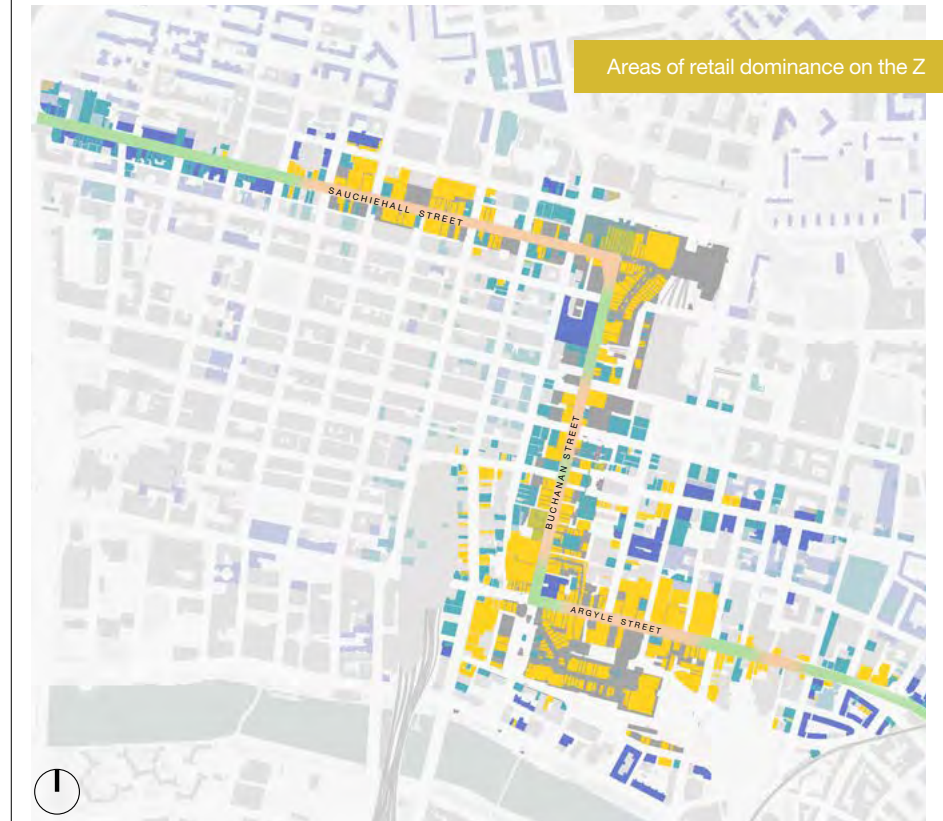 Areas of retail dominance on the Z
SAUCHIEHALL STREET
BUCHANAN STREET
ARGYLE STREET